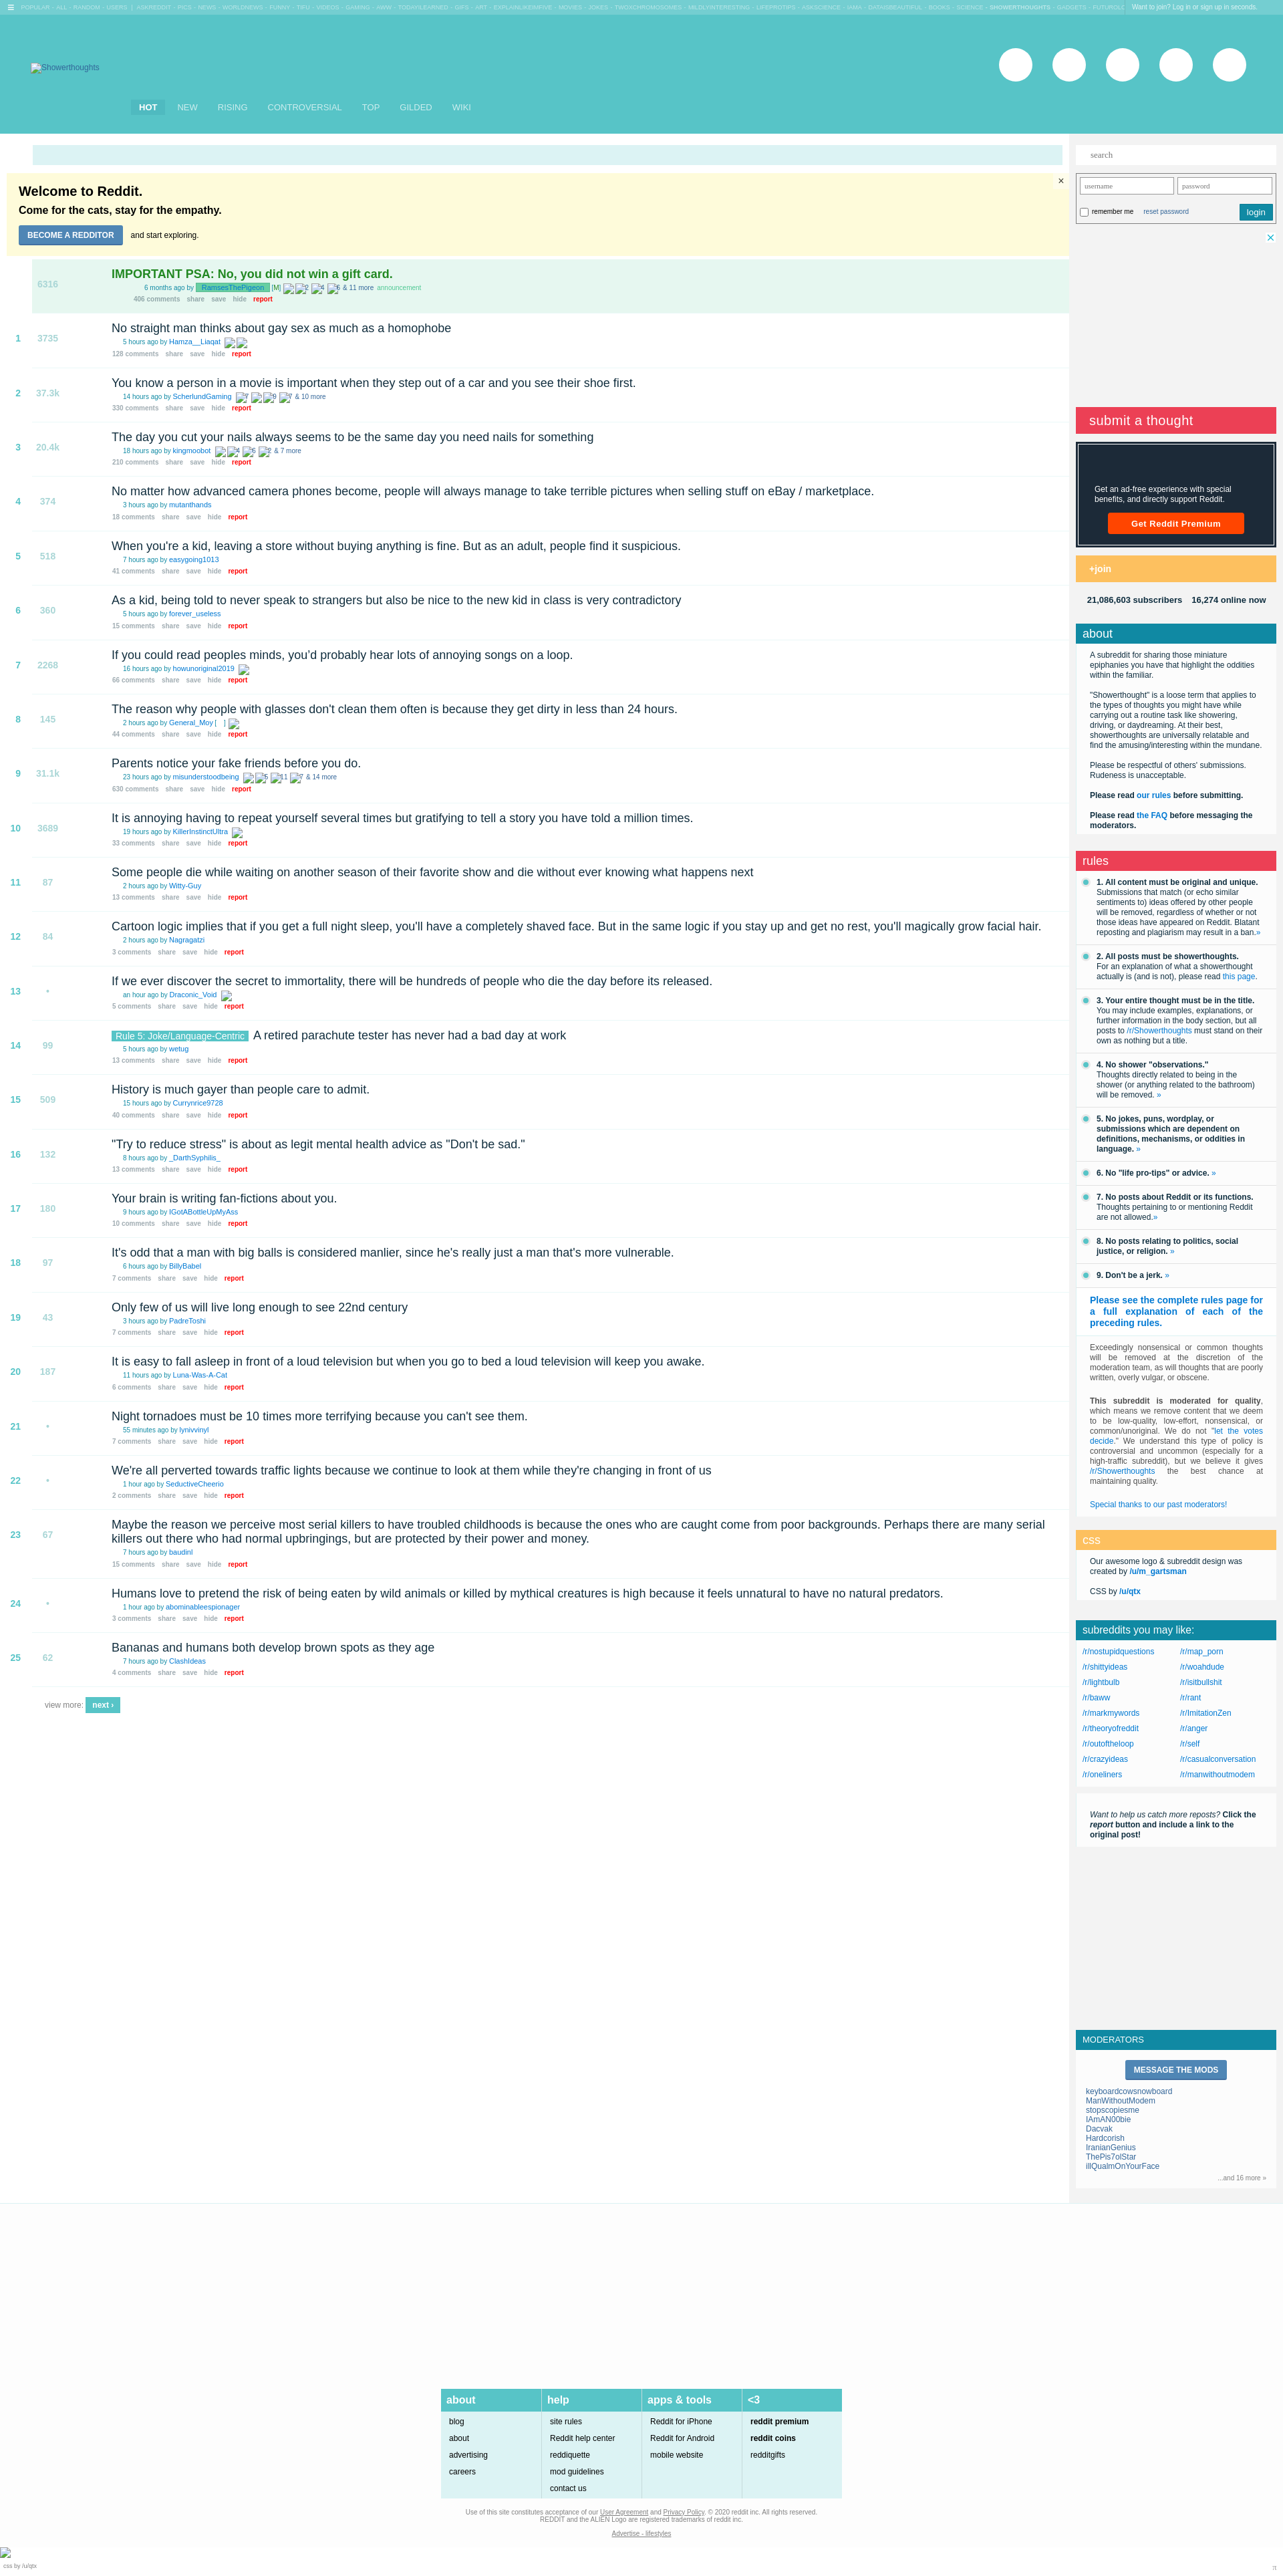 ≡ POPULAR - ALL - RANDOM - USERS | ASKREDDIT - PICS - NEWS - WORLDNEWS - FUNNY - TIFU - VIDEOS - GAMING - AWW - TODAYILEARNED - GIFS - ART - EXPLAINLIKEIMFIVE - MOVIES - JOKES - TWOXCHROMOSOMES - MILDLYINTERESTING - LIFEPROTIPS - ASKSCIENCE - IAMA - DATAISBEAUTIFUL - BOOKS - SCIENCE - SHOWERTHOUGHTS - GADGETS - FUTUROLO
Want to join? Log in or sign up in seconds.
Showerthoughts
HOT NEW RISING CONTROVERSIAL TOP GILDED WIKI
Welcome to Reddit.
Come for the cats, stay for the empathy.
BECOME A REDDITOR and start exploring.
×
6316
IMPORTANT PSA: No, you did not win a gift card.
6 months ago by RamsesThePigeon [M] 2 4 6 & 11 more announcement
406 comments share save hide report
1 3735
No straight man thinks about gay sex as much as a homophobe
5 hours ago by Hamza__Liaqat
128 comments share save hide report
2 37.3k
You know a person in a movie is important when they step out of a car and you see their shoe first.
14 hours ago by ScherlundGaming 7 9 7 & 10 more
330 comments share save hide report
3 20.4k
The day you cut your nails always seems to be the same day you need nails for something
18 hours ago by kingmoobot 4 6 2 & 7 more
210 comments share save hide report
4 374
No matter how advanced camera phones become, people will always manage to take terrible pictures when selling stuff on eBay / marketplace.
3 hours ago by mutanthands
18 comments share save hide report
5 518
When you're a kid, leaving a store without buying anything is fine. But as an adult, people find it suspicious.
7 hours ago by easygoing1013
41 comments share save hide report
6 360
As a kid, being told to never speak to strangers but also be nice to the new kid in class is very contradictory
5 hours ago by forever_useless
15 comments share save hide report
7 2268
If you could read peoples minds, you'd probably hear lots of annoying songs on a loop.
16 hours ago by howunoriginal2019
66 comments share save hide report
8 145
The reason why people with glasses don't clean them often is because they get dirty in less than 24 hours.
2 hours ago by General_Moy [ ]
44 comments share save hide report
9 31.1k
Parents notice your fake friends before you do.
23 hours ago by misunderstoodbeing 5 11 7 & 14 more
630 comments share save hide report
10 3689
It is annoying having to repeat yourself several times but gratifying to tell a story you have told a million times.
19 hours ago by KillerInstinctUltra
33 comments share save hide report
11 87
Some people die while waiting on another season of their favorite show and die without ever knowing what happens next
2 hours ago by Witty-Guy
13 comments share save hide report
12 84
Cartoon logic implies that if you get a full night sleep, you'll have a completely shaved face. But in the same logic if you stay up and get no rest, you'll magically grow facial hair.
2 hours ago by Nagragatzi
3 comments share save hide report
13 •
If we ever discover the secret to immortality, there will be hundreds of people who die the day before its released.
an hour ago by Draconic_Void
5 comments share save hide report
14 99
Rule 5: Joke/Language-Centric A retired parachute tester has never had a bad day at work
5 hours ago by wetug
13 comments share save hide report
15 509
History is much gayer than people care to admit.
15 hours ago by Currynrice9728
40 comments share save hide report
16 132
"Try to reduce stress" is about as legit mental health advice as "Don't be sad."
8 hours ago by _DarthSyphilis_
13 comments share save hide report
17 180
Your brain is writing fan-fictions about you.
9 hours ago by IGotABottleUpMyAss
10 comments share save hide report
18 97
It's odd that a man with big balls is considered manlier, since he's really just a man that's more vulnerable.
6 hours ago by BillyBabel
7 comments share save hide report
19 43
Only few of us will live long enough to see 22nd century
3 hours ago by PadreToshi
7 comments share save hide report
20 187
It is easy to fall asleep in front of a loud television but when you go to bed a loud television will keep you awake.
11 hours ago by Luna-Was-A-Cat
6 comments share save hide report
21 •
Night tornadoes must be 10 times more terrifying because you can't see them.
55 minutes ago by lynivvinyl
7 comments share save hide report
22 •
We're all perverted towards traffic lights because we continue to look at them while they're changing in front of us
1 hour ago by SeductiveCheerio
2 comments share save hide report
23 67
Maybe the reason we perceive most serial killers to have troubled childhoods is because the ones who are caught come from poor backgrounds. Perhaps there are many serial
killers out there who had normal upbringings, but are protected by their power and money.
7 hours ago by baudinl
15 comments share save hide report
24 •
Humans love to pretend the risk of being eaten by wild animals or killed by mythical creatures is high because it feels unnatural to have no natural predators.
1 hour ago by abominableespionager
3 comments share save hide report
25 62
Bananas and humans both develop brown spots as they age
7 hours ago by ClashIdeas
4 comments share save hide report
view more: next ›
search
username password
remember me reset password login
submit a thought
Get an ad-free experience with special
benefits, and directly support Reddit.
Get Reddit Premium
+join
21,086,603 subscribers 16,274 online now
about
A subreddit for sharing those miniature
epiphanies you have that highlight the oddities
within the familiar.
"Showerthought" is a loose term that applies to
the types of thoughts you might have while
carrying out a routine task like showering,
driving, or daydreaming. At their best,
showerthoughts are universally relatable and
find the amusing/interesting within the mundane.
Please be respectful of others' submissions.
Rudeness is unacceptable.
Please read our rules before submitting.
Please read the FAQ before messaging the
moderators.
rules
1. All content must be original and unique.
Submissions that match (or echo similar
sentiments to) ideas offered by other people
will be removed, regardless of whether or not
those ideas have appeared on Reddit. Blatant
reposting and plagiarism may result in a ban.»
2. All posts must be showerthoughts.
For an explanation of what a showerthought
actually is (and is not), please read this page.
3. Your entire thought must be in the title.
You may include examples, explanations, or
further information in the body section, but all
posts to /r/Showerthoughts must stand on their
own as nothing but a title.
4. No shower "observations."
Thoughts directly related to being in the
shower (or anything related to the bathroom)
will be removed. »
5. No jokes, puns, wordplay, or
submissions which are dependent on
definitions, mechanisms, or oddities in
language. »
6. No "life pro-tips" or advice. »
7. No posts about Reddit or its functions.
Thoughts pertaining to or mentioning Reddit
are not allowed.»
8. No posts relating to politics, social
justice, or religion. »
9. Don't be a jerk. »
Please see the complete rules page for
a full explanation of each of the
preceding rules.
Exceedingly nonsensical or common thoughts
will be removed at the discretion of the
moderation team, as will thoughts that are poorly
written, overly vulgar, or obscene.
This subreddit is moderated for quality,
which means we remove content that we deem
to be low-quality, low-effort, nonsensical, or
common/unoriginal. We do not "let the votes
decide." We understand this type of policy is
controversial and uncommon (especially for a
high-traffic subreddit), but we believe it gives
/r/Showerthoughts the best chance at
maintaining quality.
Special thanks to our past moderators!
CSS
Our awesome logo & subreddit design was
created by /u/m_gartsman
CSS by /u/qtx
subreddits you may like:
/r/nostupidquestions /r/map_porn
/r/shittyideas /r/woahdude
/r/lightbulb /r/isitbullshit
/r/baww /r/rant
/r/markmywords /r/ImitationZen
/r/theoryofreddit /r/anger
/r/outoftheloop /r/self
/r/crazyideas /r/casualconversation
/r/oneliners /r/manwithoutmodem
Want to help us catch more reposts? Click the
report button and include a link to the
original post!
MODERATORS
MESSAGE THE MODS
keyboardcowsnowboard
ManWithoutModem
stopscopiesme
IAmAN00bie
Dacvak
Hardcorish
IranianGenius
ThePis7olStar
illQualmOnYourFace
...and 16 more »
about help apps & tools <3
blog site rules Reddit for iPhone reddit premium
about Reddit help center Reddit for Android reddit coins
advertising reddiquette mobile website redditgifts
careers mod guidelines
contact us
Use of this site constitutes acceptance of our User Agreement and Privacy Policy. © 2020 reddit inc. All rights reserved.
REDDIT and the ALIEN Logo are registered trademarks of reddit inc.
Advertise - lifestyles
css by /u/qtx
π